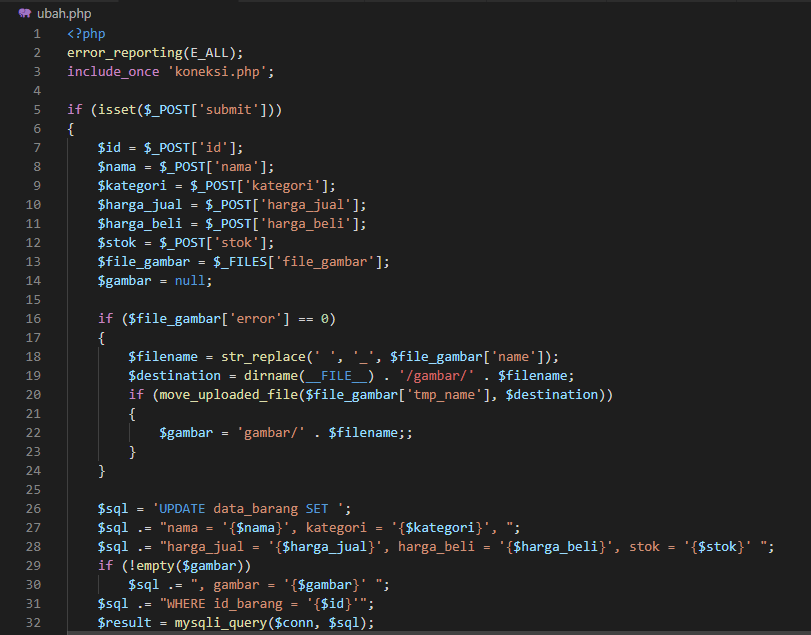 ubah.php
1 <?php
2 error_reporting(E_ALL);
3 include_once 'koneksi.php';
4
5 if (isset($_POST['submit']))
6 {
7     $id = $_POST['id'];
8     $nama = $_POST['nama'];
9     $kategori = $_POST['kategori'];
10     $harga_jual = $_POST['harga_jual'];
11     $harga_beli = $_POST['harga_beli'];
12     $stok = $_POST['stok'];
13     $file_gambar = $_FILES['file_gambar'];
14     $gambar = null;
15
16     if ($file_gambar['error'] == 0)
17     {
18         $filename = str_replace(' ', '_', $file_gambar['name']);
19         $destination = dirname(__FILE__) . '/gambar/' . $filename;
20         if (move_uploaded_file($file_gambar['tmp_name'], $destination))
21         {
22             $gambar = 'gambar/' . $filename;;
23         }
24     }
25
26     $sql = 'UPDATE data_barang SET ';
27     $sql .= "nama = '{$nama}', kategori = '{$kategori}', ";
28     $sql .= "harga_jual = '{$harga_jual}', harga_beli = '{$harga_beli}', stok = '{$stok}' ";
29     if (!empty($gambar))
30         $sql .= ", gambar = '{$gambar}' ";
31     $sql .= "WHERE id_barang = '{$id}'";
32     $result = mysqli_query($conn, $sql);